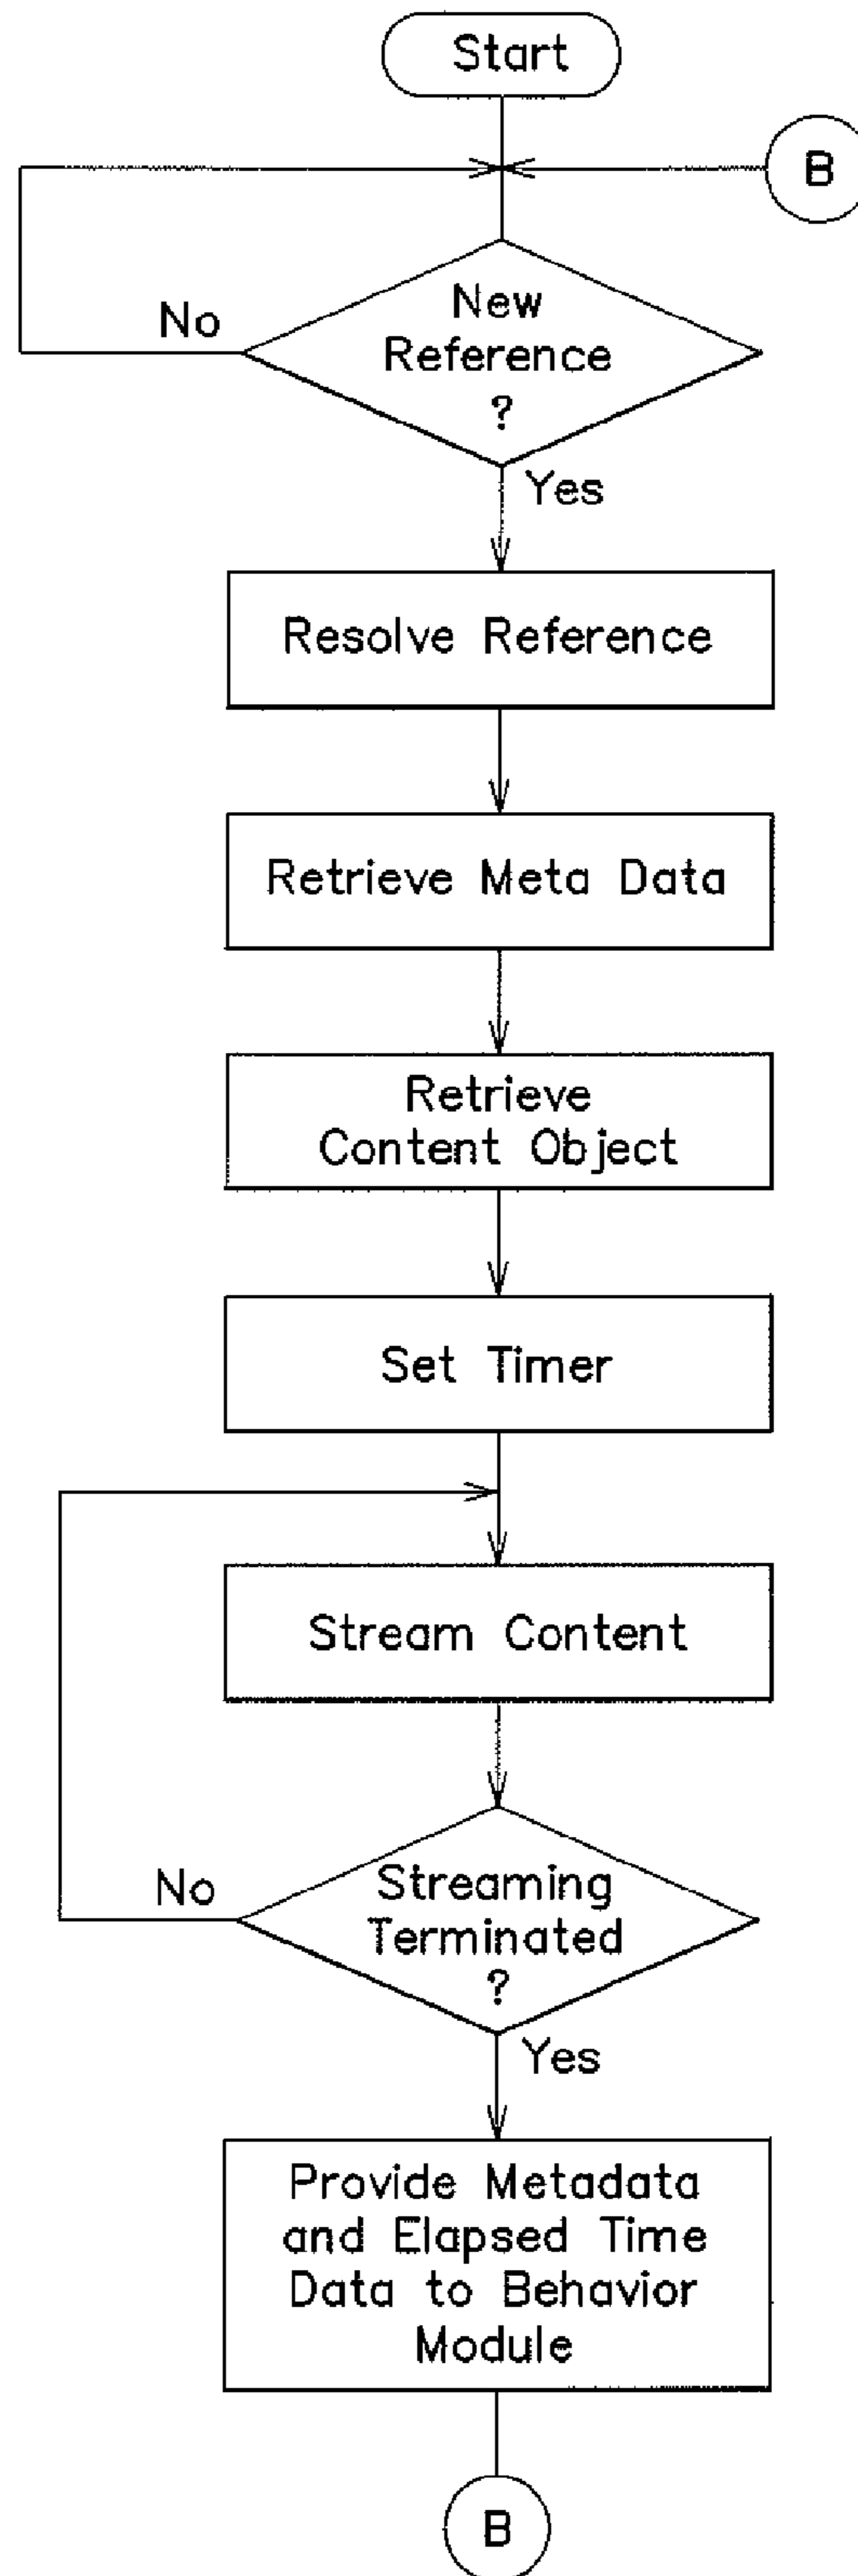 Start
B
New
Reference
?
No
Yes
Resolve Reference
Retrieve Meta Data
Retrieve
Content Object
Set Timer
Stream Content
Streaming
Terminated
?
No
Yes
Provide Metadata
and Elapsed Time
Data to Behavior
Module
B